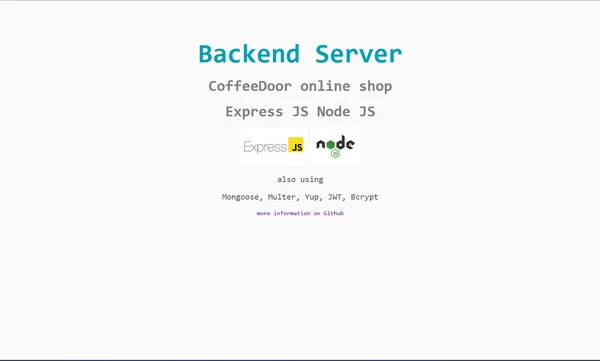 Backend Server
CoffeeDoor online shop
Express JS Node JS
Express JS node JS
also using
Mongoose, Multer, Yup, JWT, Bcrypt
more information on Github